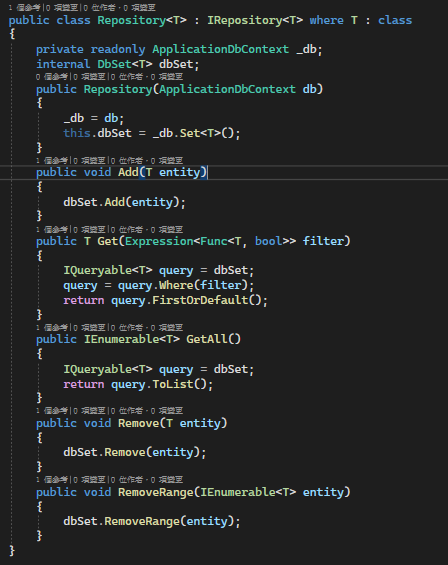 1 個參考|0 項變更|0 位作者，0 項變更
public class Repository<T> : IRepository<T> where T : class
{
private readonly ApplicationDbContext _db;
internal DbSet<T> dbSet;
0 個參考|0 項變更|0 位作者，0 項變更
public Repository(ApplicationDbContext db)
{
_db = db;
this.dbSet = _db.Set<T>();
}
1 個參考|0 項變更|0 位作者，0 項變更
public void Add(T entity)
{
dbSet.Add(entity);
}
1 個參考|0 項變更|0 位作者，0 項變更
public T Get(Expression<Func<T, bool>> filter)
{
IQueryable<T> query = dbSet;
query = query.Where(filter);
return query.FirstOrDefault();
}
1 個參考|0 項變更|0 位作者，0 項變更
public IEnumerable<T> GetAll()
{
IQueryable<T> query = dbSet;
return query.ToList();
}
1 個參考|0 項變更|0 位作者，0 項變更
public void Remove(T entity)
{
dbSet.Remove(entity);
}
1 個參考|0 項變更|0 位作者，0 項變更
public void RemoveRange(IEnumerable<T> entity)
{
dbSet.RemoveRange(entity);
}
}